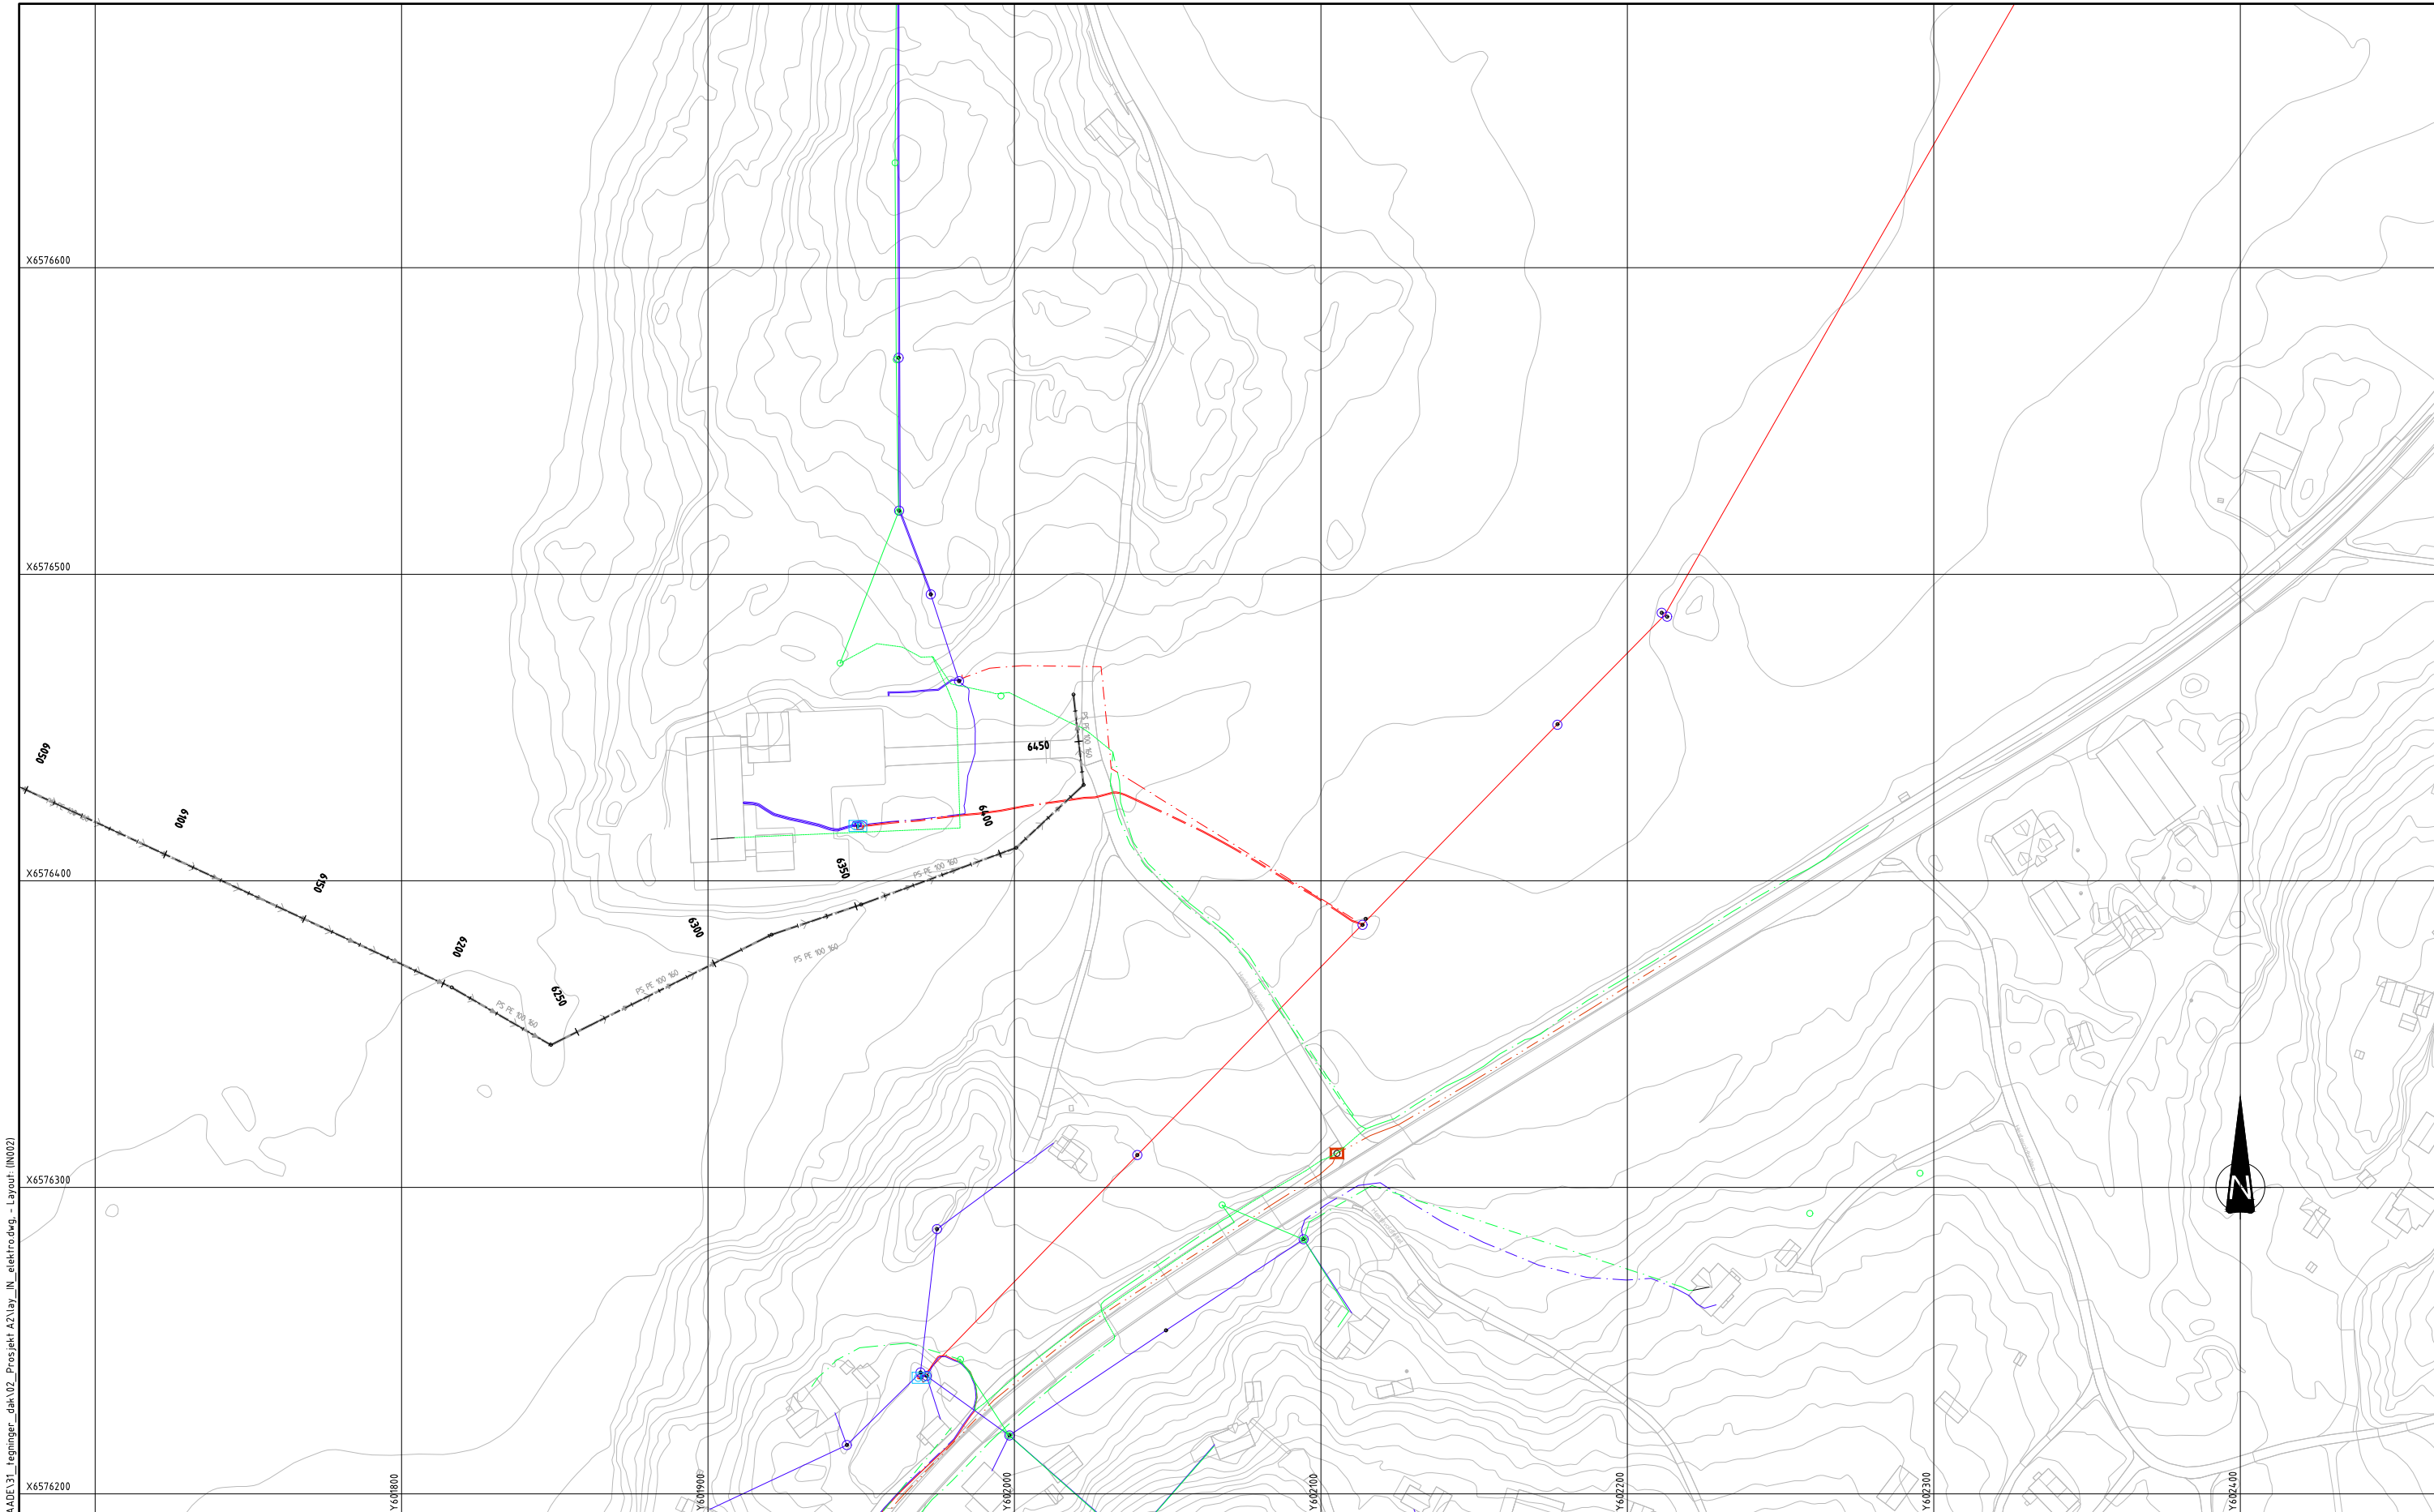 X6576600
X6576500
6450
PS PE 100 160
6050
6100
6400
6350
PS PE 100 160
6150
X6576400
6300
6200
PS PE 100 160
PS PE 100 160
6250
PS PE 100 160
X6576300
N
X6576200
Y601800
Y601900
Y602000
Y602100
Y602200
Y602300
Y602400
AADE\31_tegninger_dak\02_Prosjekt A2\lay_IN_elektro.dwg, - Layout: (IN002)